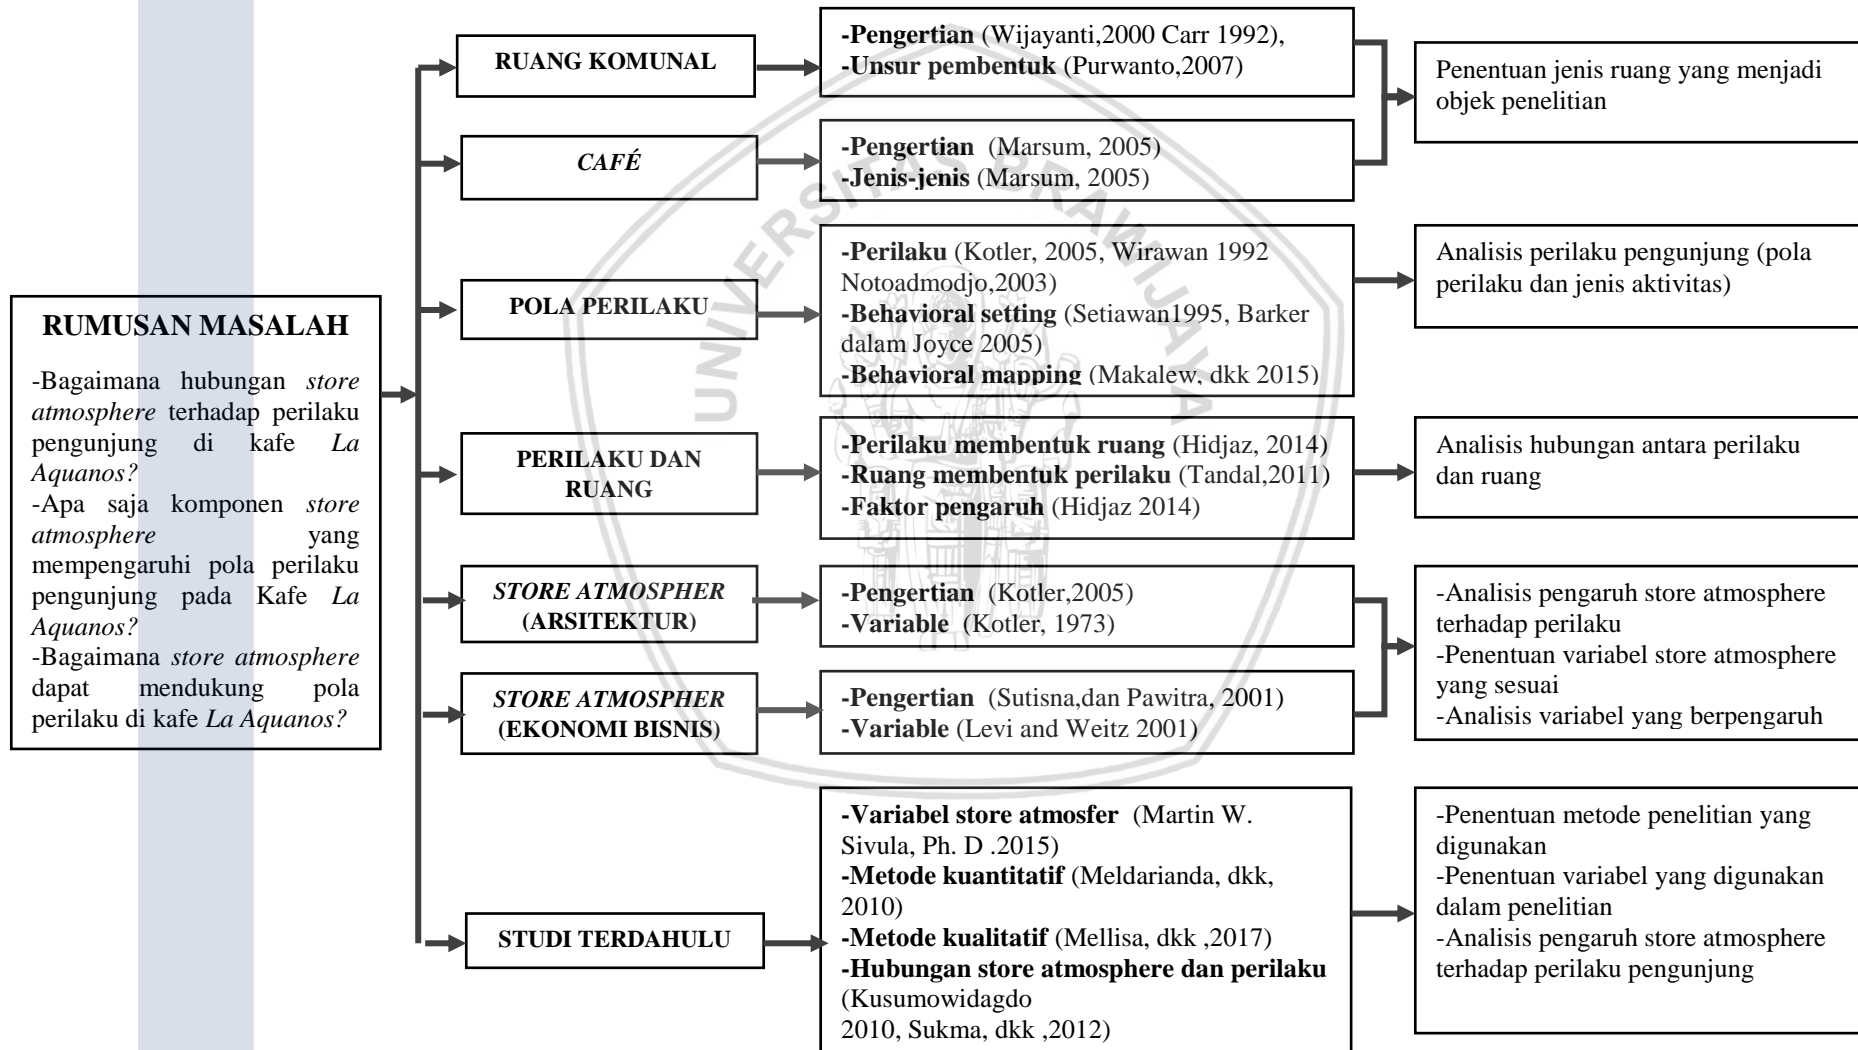 RUMUSAN MASALAH
-Bagaimana hubungan store
atmosphere terhadap perilaku
pengunjung di kafe La
Aquanos?
-Apa saja komponen store
atmosphere yang
mempengaruhi pola perilaku
pengunjung pada Kafe La
Aquanos?
-Bagaimana store atmosphere
dapat mendukung pola
perilaku di kafe La Aquanos?
RUANG KOMUNAL
-Pengertian (Wijayanti,2000 Carr 1992),
-Unsur pembentuk (Purwanto,2007)
CAFÉ
-Pengertian (Marsum, 2005)
-Jenis-jenis (Marsum, 2005)
Penentuan jenis ruang yang menjadi
objek penelitian
POLA PERILAKU
-Perilaku (Kotler, 2005, Wirawan 1992
Notoadmodjo,2003)
-Behavioral setting (Setiawan1995, Barker
dalam Joyce 2005)
-Behavioral mapping (Makalew, dkk 2015)
Analisis perilaku pengunjung (pola
perilaku dan jenis aktivitas)
PERILAKU DAN
RUANG
-Perilaku membentuk ruang (Hidjaz, 2014)
-Ruang membentuk perilaku (Tandal,2011)
-Faktor pengaruh (Hidjaz 2014)
Analisis hubungan antara perilaku
dan ruang
STORE ATMOSPHER
(ARSITEKTUR)
-Pengertian (Kotler,2005)
-Variable (Kotler, 1973)
STORE ATMOSPHER
(EKONOMI BISNIS)
-Pengertian (Sutisna,dan Pawitra, 2001)
-Variable (Levi and Weitz 2001)
-Analisis pengaruh store atmosphere
terhadap perilaku
-Penentuan variabel store atmosphere
yang sesuai
-Analisis variabel yang berpengaruh
STUDI TERDAHULU
-Variabel store atmosfer (Martin W.
Sivula, Ph. D .2015)
-Metode kuantitatif (Meldarianda, dkk,
2010)
-Metode kualitatif (Mellisa, dkk ,2017)
-Hubungan store atmosphere dan perilaku
(Kusumowidagdo
2010, Sukma, dkk ,2012)
-Penentuan metode penelitian yang
digunakan
-Penentuan variabel yang digunakan
dalam penelitian
-Analisis pengaruh store atmosphere
terhadap perilaku pengunjung
UNIVERSITAS BRAWIJAYA